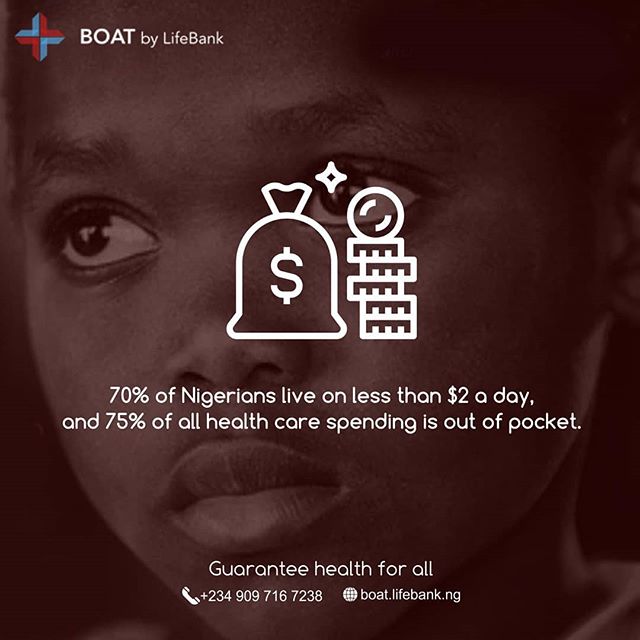 BOAT by LifeBank
$
70% of Nigerians live on less than $2 a day,
and 75% of all health care spending is out of pocket.
Guarantee health for all
+234 909 716 7238 boat.lifebank.ng